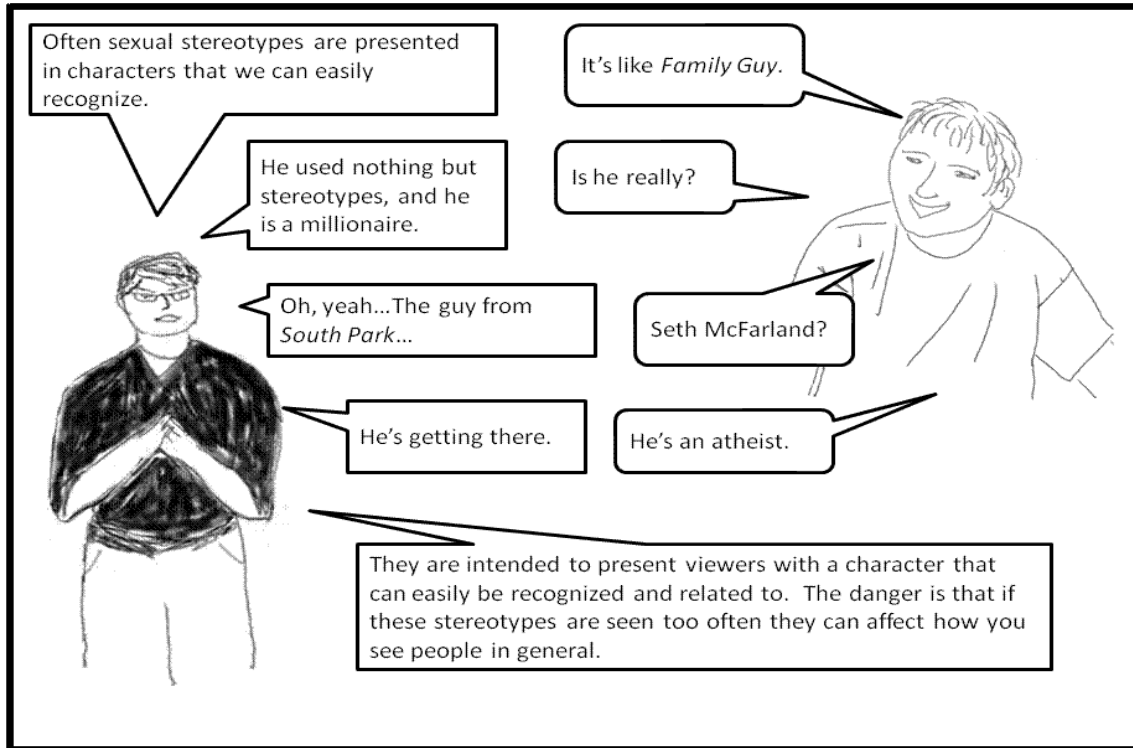 Often sexual stereotypes are presented
in characters that we can easily
recognize.
It’s like Family Guy.
He used nothing but
stereotypes, and he
is a millionaire.
Is he really?
Oh, yeah…The guy from
South Park…
Seth McFarland?
He’s getting there.
He’s an atheist.
They are intended to present viewers with a character that
can easily be recognized and related to.  The danger is that if
these stereotypes are seen too often they can affect how you
see people in general.